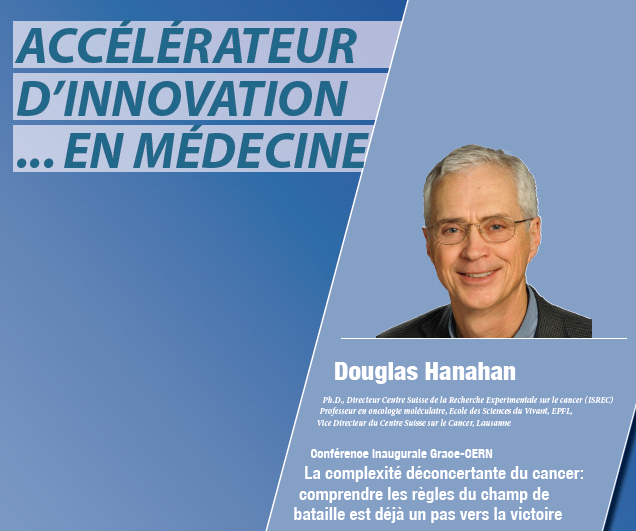 ACCÉLÉRATEUR
D'INNOVATION
... EN MÉDECINE
Douglas Hanahan
Ph.D., Directeur Centre Suisse de la Recherche Experimentale sur le cancer (ISREC)
Professeur en oncologie moléculaire, Ecole des Sciences du Vivant, EPFL,
Vice Directeur du Centre Suisse sur le Cancer, Lausanne
Conférence Inaugurale Grace-CERN
La complexité déconcertante du cancer:
comprendre les règles du champ de
bataille est déjà un pas vers la victoire